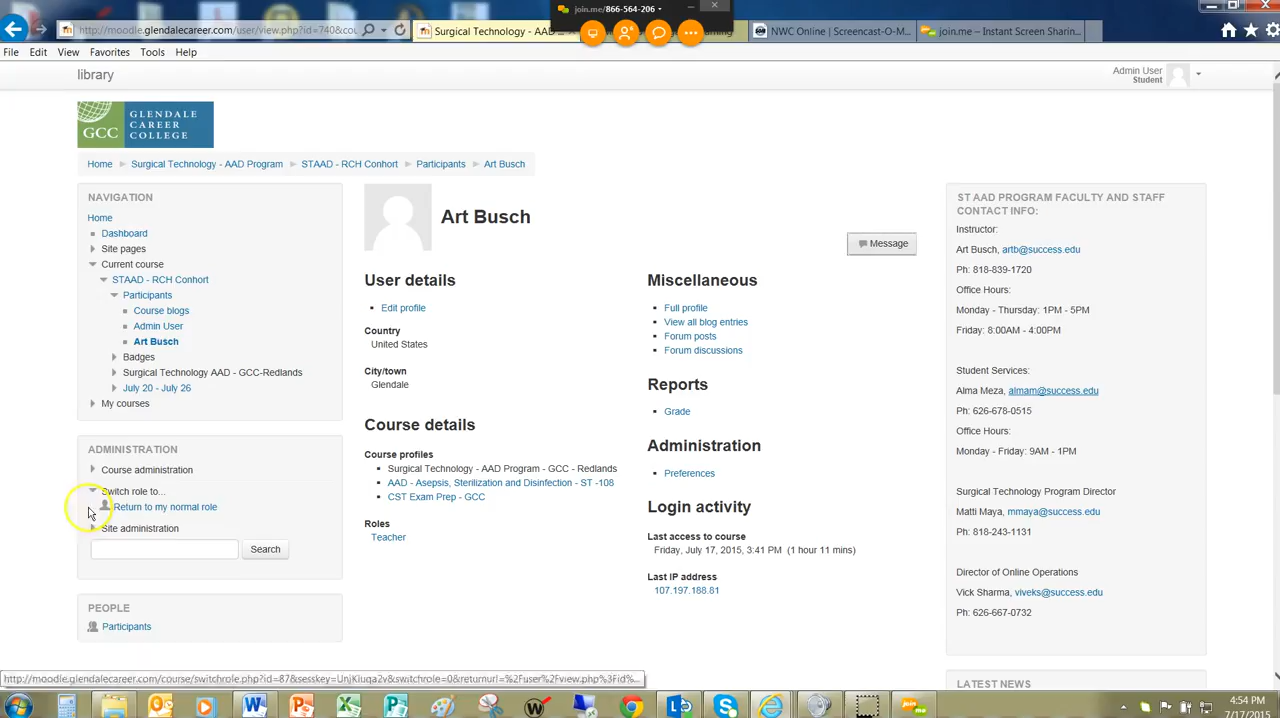 join.me/866-564-206
http://moodle.glendalecareer.com/user/view.php?id=740&cou
Surgical Technology - AAD...
NWC Online | Screencast-O-M...
join.me – Instant Screen Sharin...
File Edit View Favorites Tools Help
library
Admin User
Student
GCC
GLENDALE
CAREER
COLLEGE
Home Surgical Technology - AAD Program STAAD - RCH Conhort Participants Art Busch
NAVIGATION
Home
Dashboard
Site pages
Current course
STAAD - RCH Conhort
Participants
Course blogs
Admin User
Art Busch
Badges
Surgical Technology AAD - GCC-Redlands
July 20 - July 26
My courses
ADMINISTRATION
Course administration
Switch role to...
Return to my normal role
Site administration
Search
PEOPLE
Participants
Art Busch
Message
User details
Edit profile
Country
United States
City/town
Glendale
Course details
Course profiles
Surgical Technology - AAD Program - GCC - Redlands
AAD - Asepsis, Sterilization and Disinfection - ST -108
CST Exam Prep - GCC
Roles
Teacher
Miscellaneous
Full profile
View all blog entries
Forum posts
Forum discussions
Reports
Grade
Administration
Preferences
Login activity
Last access to course
Friday, July 17, 2015, 3:41 PM (1 hour 11 mins)
Last IP address
107.197.188.81
ST AAD PROGRAM FACULTY AND STAFF
CONTACT INFO:
Instructor:
Art Busch, artb@success.edu
Ph: 818-839-1720
Office Hours:
Monday - Thursday: 1PM - 5PM
Friday: 8:00AM - 4:00PM
Student Services:
Alma Meza, almam@success.edu
Ph: 626-678-0515
Office Hours:
Monday - Friday: 9AM - 1PM
Surgical Technology Program Director
Matti Maya, mmaya@success.edu
Ph: 818-243-1131
Director of Online Operations
Vick Sharma, viveks@success.edu
Ph: 626-667-0732
LATEST NEWS
http://moodle.glendalecareer.com/course/switchrole.php?id=87&sesskey=UnjKiuqa2v&switchrole=0&returnurl=%2Fuser%2Fview.php%3Fid%...
4:54 PM
7/17/2015